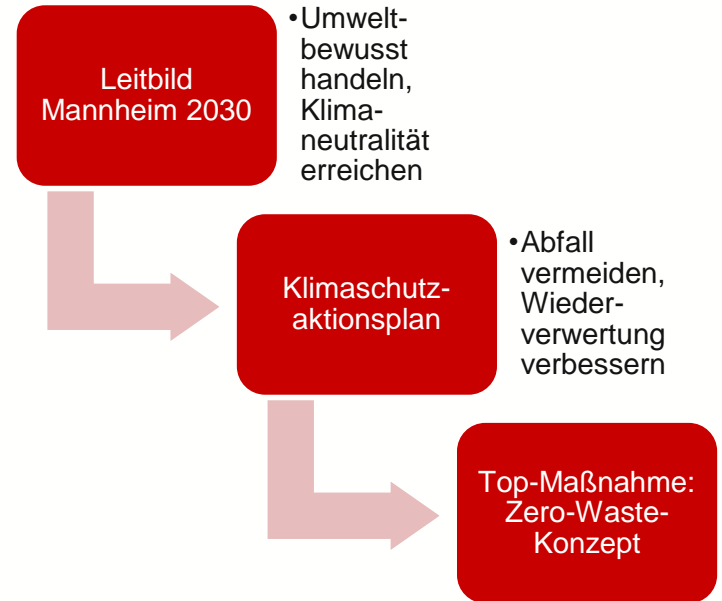 Leitbild
Mannheim 2030
•Umwelt-
bewusst
handeln,
Klima-
neutralität
erreichen
Klimaschutz-
aktionsplan
•Abfall
vermeiden,
Wieder-
verwertung
verbessern
Top-Maßnahme:
Zero-Waste-
Konzept